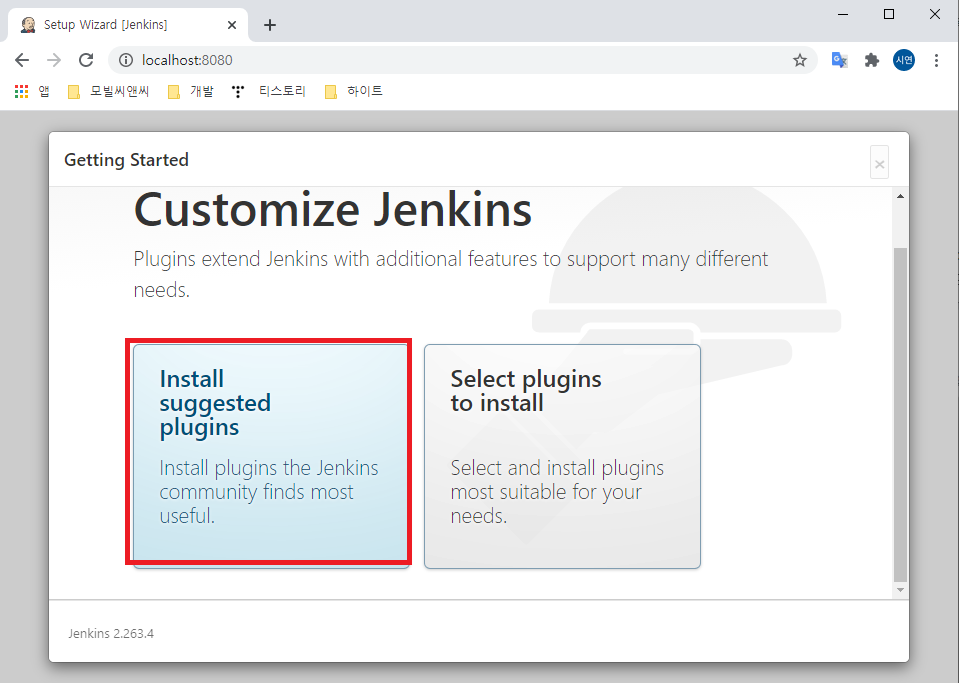 Setup Wizard [Jenkins]
localhost:8080
시연
앱
모빌씨앤씨
개발
티스토리
하이트
Getting Started
Customize Jenkins
Plugins extend Jenkins with additional features to support many different
needs.
Install
suggested
plugins
Install plugins the Jenkins
community finds most
useful.
Select plugins
to install
Select and install plugins
most suitable for your
needs.
Jenkins 2.263.4